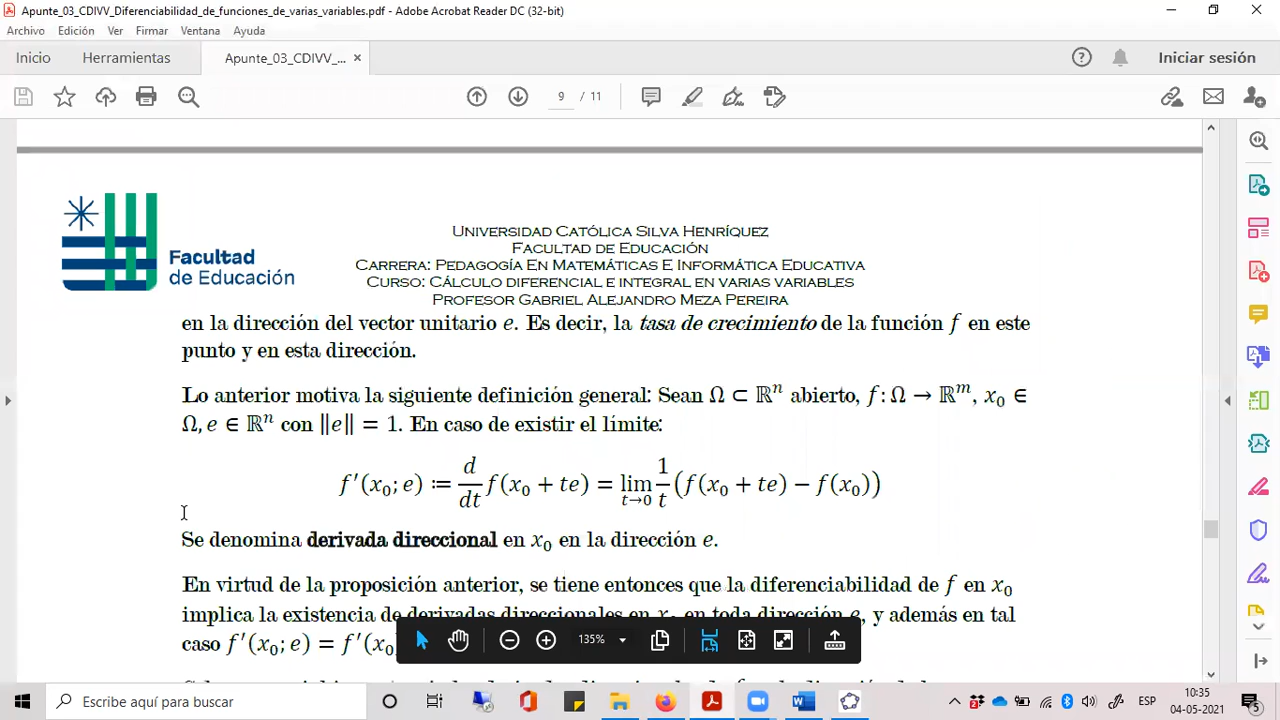 Apunte_03_CDIVV_Diferenciabilidad_de_funciones_de_varias_variables.pdf - Adobe Acrobat Reader DC (32-bit)
Archivo Edición Ver Firmar Ventana Ayuda
Inicio Herramientas Apunte_03_CDIVV_... × Iniciar sesión
9 / 11
Facultad
de Educación
Universidad Católica Silva Henríquez
Facultad de Educación
Carrera: Pedagogía En Matemáticas E Informática Educativa
Curso: Cálculo diferencial e integral en varias variables
Profesor Gabriel Alejandro Meza Pereira
en la dirección del vector unitario e. Es decir, la tasa de crecimiento de la función f en este
punto y en esta dirección.
Lo anterior motiva la siguiente definición general: Sean Ω ⊂ ℝⁿ abierto, f: Ω → ℝᵐ, x₀ ∈
Ω, e ∈ ℝⁿ con ‖e‖ = 1. En caso de existir el límite:
f′(x₀; e) ≔ d/dt f(x₀ + te) = lim t→0 1/t (f(x₀ + te) − f(x₀))
Se denomina derivada direccional en x₀ en la dirección e.
En virtud de la proposición anterior, se tiene entonces que la diferenciabilidad de f en x₀
implica la existencia de derivadas direccionales en x₀ en toda dirección e, y además en tal
caso f′(x₀; e) = f′(x₀
135%
Escribe aquí para buscar
ESP
10:35
04-05-2021